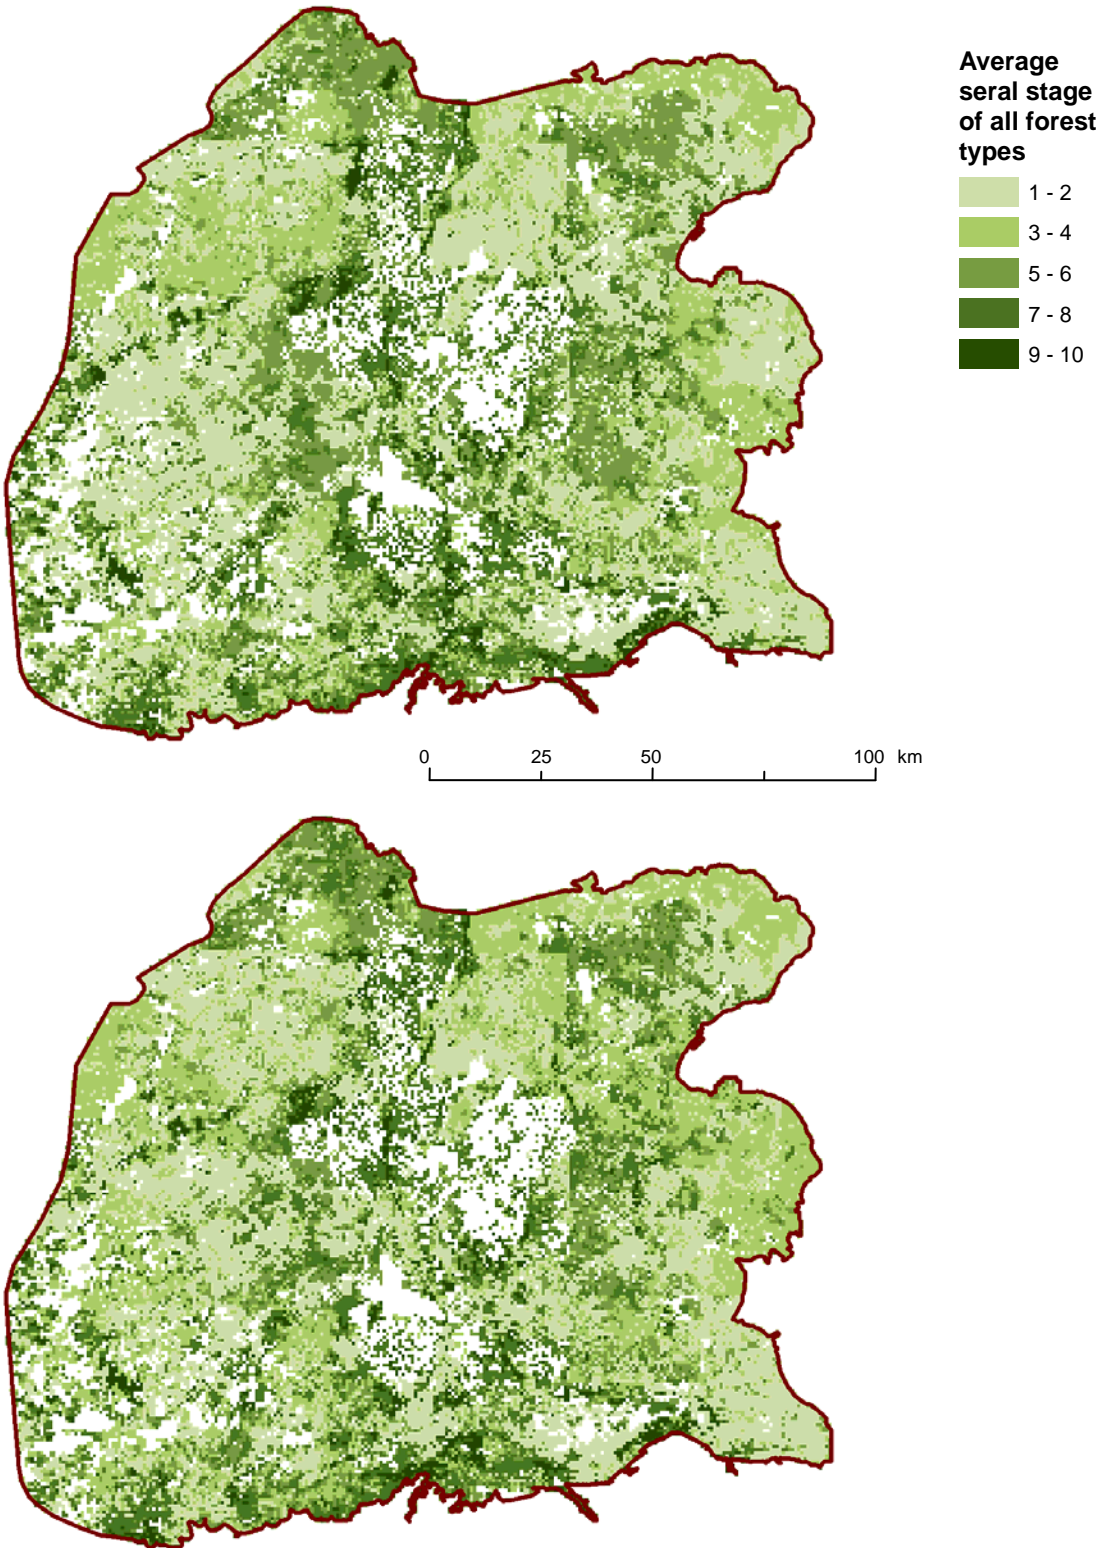 Average
seral stage
of all forest
types
1 - 2
3 - 4
5 - 6
7 - 8
9 - 10
0 25 50 100 km